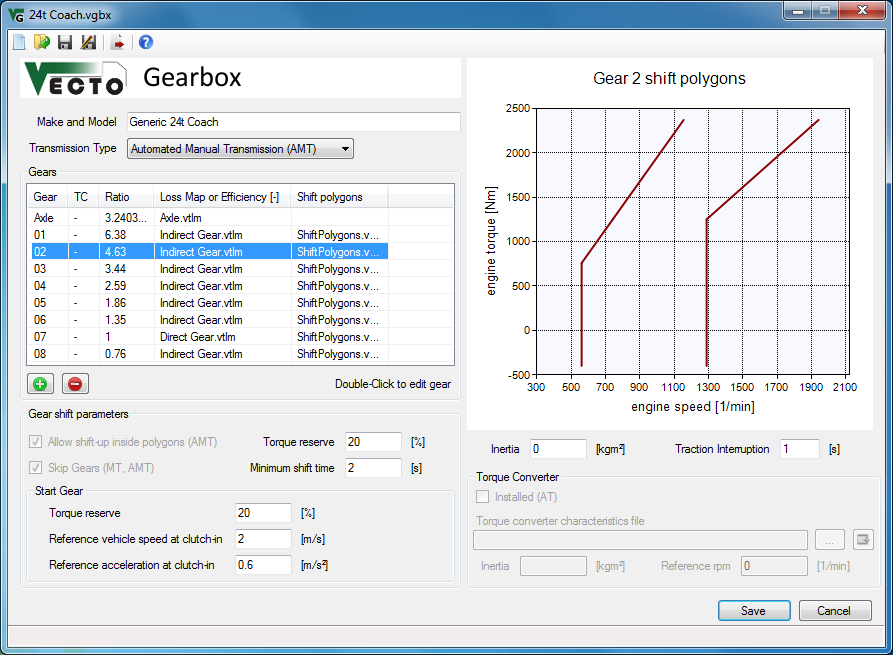 24t Coach.vgbx
VECTO Gearbox
Make and Model Generic 24t Coach
Transmission Type Automated Manual Transmission (AMT)
Gears
Gear TC Ratio Loss Map or Efficiency [-] Shift polygons
Axle - 3.2403... Axle.vtlm
01 - 6.38 Indirect Gear.vtlm ShiftPolygons.v...
02 - 4.63 Indirect Gear.vtlm ShiftPolygons.v...
03 - 3.44 Indirect Gear.vtlm ShiftPolygons.v...
04 - 2.59 Indirect Gear.vtlm ShiftPolygons.v...
05 - 1.86 Indirect Gear.vtlm ShiftPolygons.v...
06 - 1.35 Indirect Gear.vtlm ShiftPolygons.v...
07 - 1 Direct Gear.vtlm ShiftPolygons.v...
08 - 0.76 Indirect Gear.vtlm ShiftPolygons.v...
Double-Click to edit gear
Gear shift parameters
Allow shift-up inside polygons (AMT) Torque reserve 20 [%]
Skip Gears (MT, AMT) Minimum shift time 2 [s]
Start Gear
Torque reserve 20 [%]
Reference vehicle speed at clutch-in 2 [m/s]
Reference acceleration at clutch-in 0.6 [m/s²]
Gear 2 shift polygons
2500
2000
1500
1000
500
0
-500
engine torque [Nm]
300 500 700 900 1100 1300 1500 1700 1900 2100
engine speed [1/min]
Inertia 0 [kgm²] Traction Interruption 1 [s]
Torque Converter
Installed (AT)
Torque converter characteristics file
...
Inertia [kgm²] Reference rpm 0 [1/min]
Save Cancel